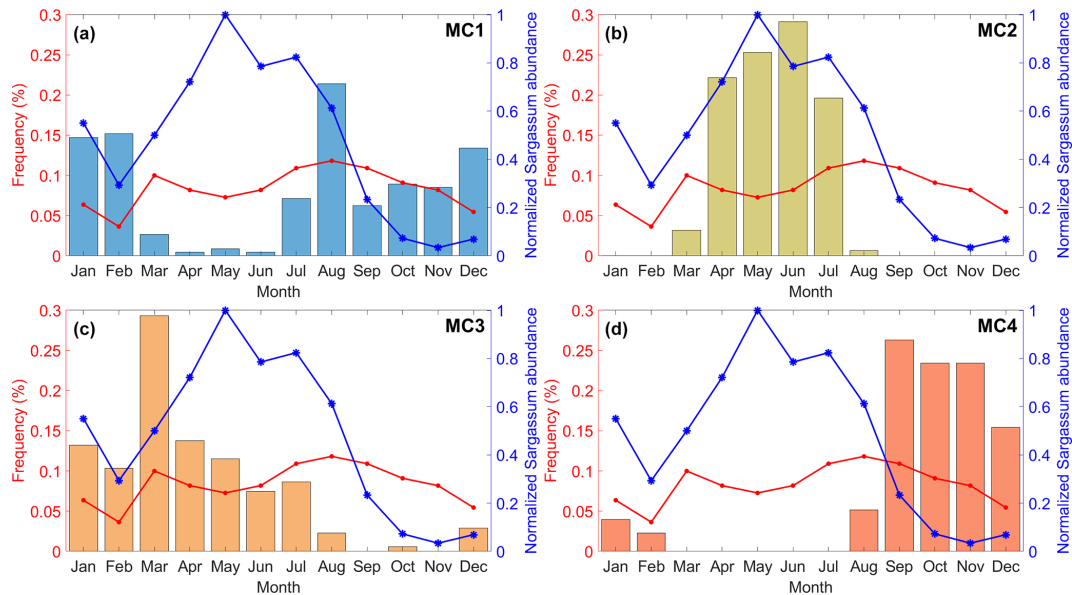 (a) MC1
0.3
0.25
0.2
0.15
0.1
0.05
0
Frequency (%)
1
0.8
0.6
0.4
0.2
0
Normalized Sargassum abundance
Jan Feb Mar Apr May Jun Jul Aug Sep Oct Nov Dec
Month
(b) MC2
0.3
0.25
0.2
0.15
0.1
0.05
0
Frequency (%)
1
0.8
0.6
0.4
0.2
0
Normalized Sargassum abundance
Jan Feb Mar Apr May Jun Jul Aug Sep Oct Nov Dec
Month
(c) MC3
0.3
0.25
0.2
0.15
0.1
0.05
0
Frequency (%)
1
0.8
0.6
0.4
0.2
0
Normalized Sargassum abundance
Jan Feb Mar Apr May Jun Jul Aug Sep Oct Nov Dec
Month
(d) MC4
0.3
0.25
0.2
0.15
0.1
0.05
0
Frequency (%)
1
0.8
0.6
0.4
0.2
0
Normalized Sargassum abundance
Jan Feb Mar Apr May Jun Jul Aug Sep Oct Nov Dec
Month